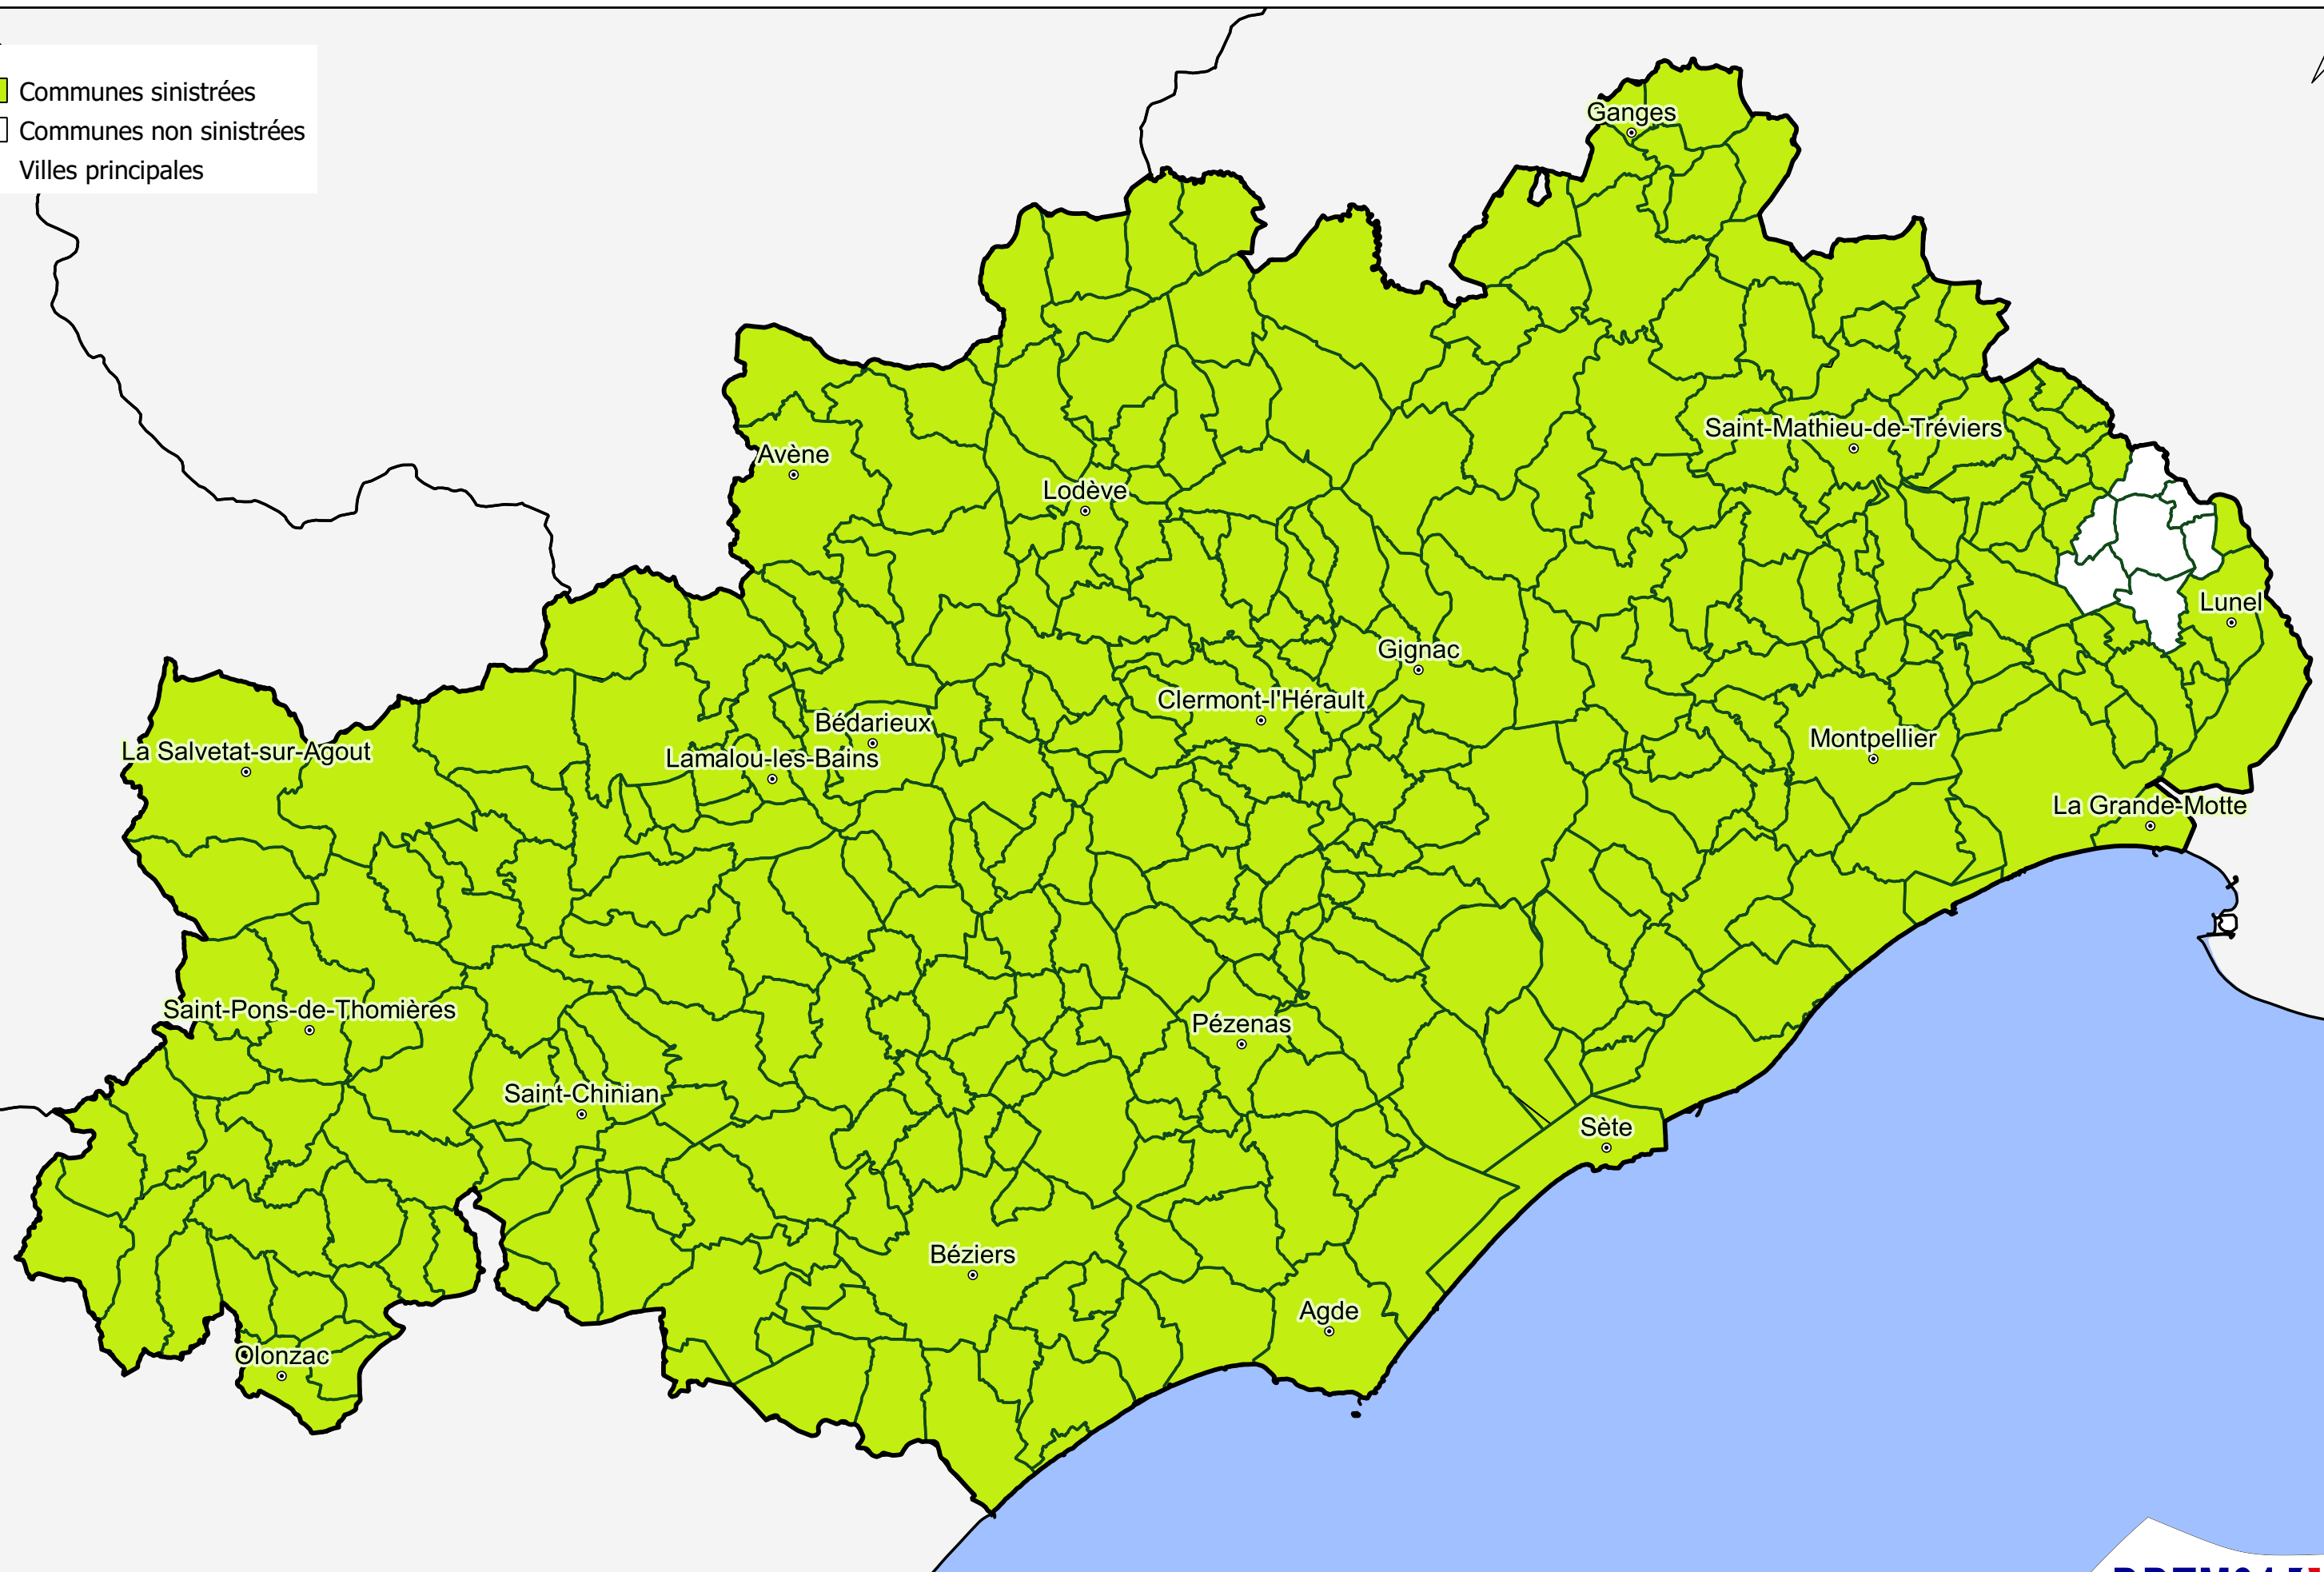 Communes sinistrées
Communes non sinistrées
Villes principales
Ganges
Saint-Mathieu-de-Tréviers
Avène
Lodève
Lunel
Gignac
Clermont-l'Hérault
Bédarieux
Montpellier
La Salvetat-sur-Agout
Lamalou-les-Bains
La Grande-Motte
Saint-Pons-de-Thomières
Pézenas
Saint-Chinian
Sète
Béziers
Agde
Olonzac